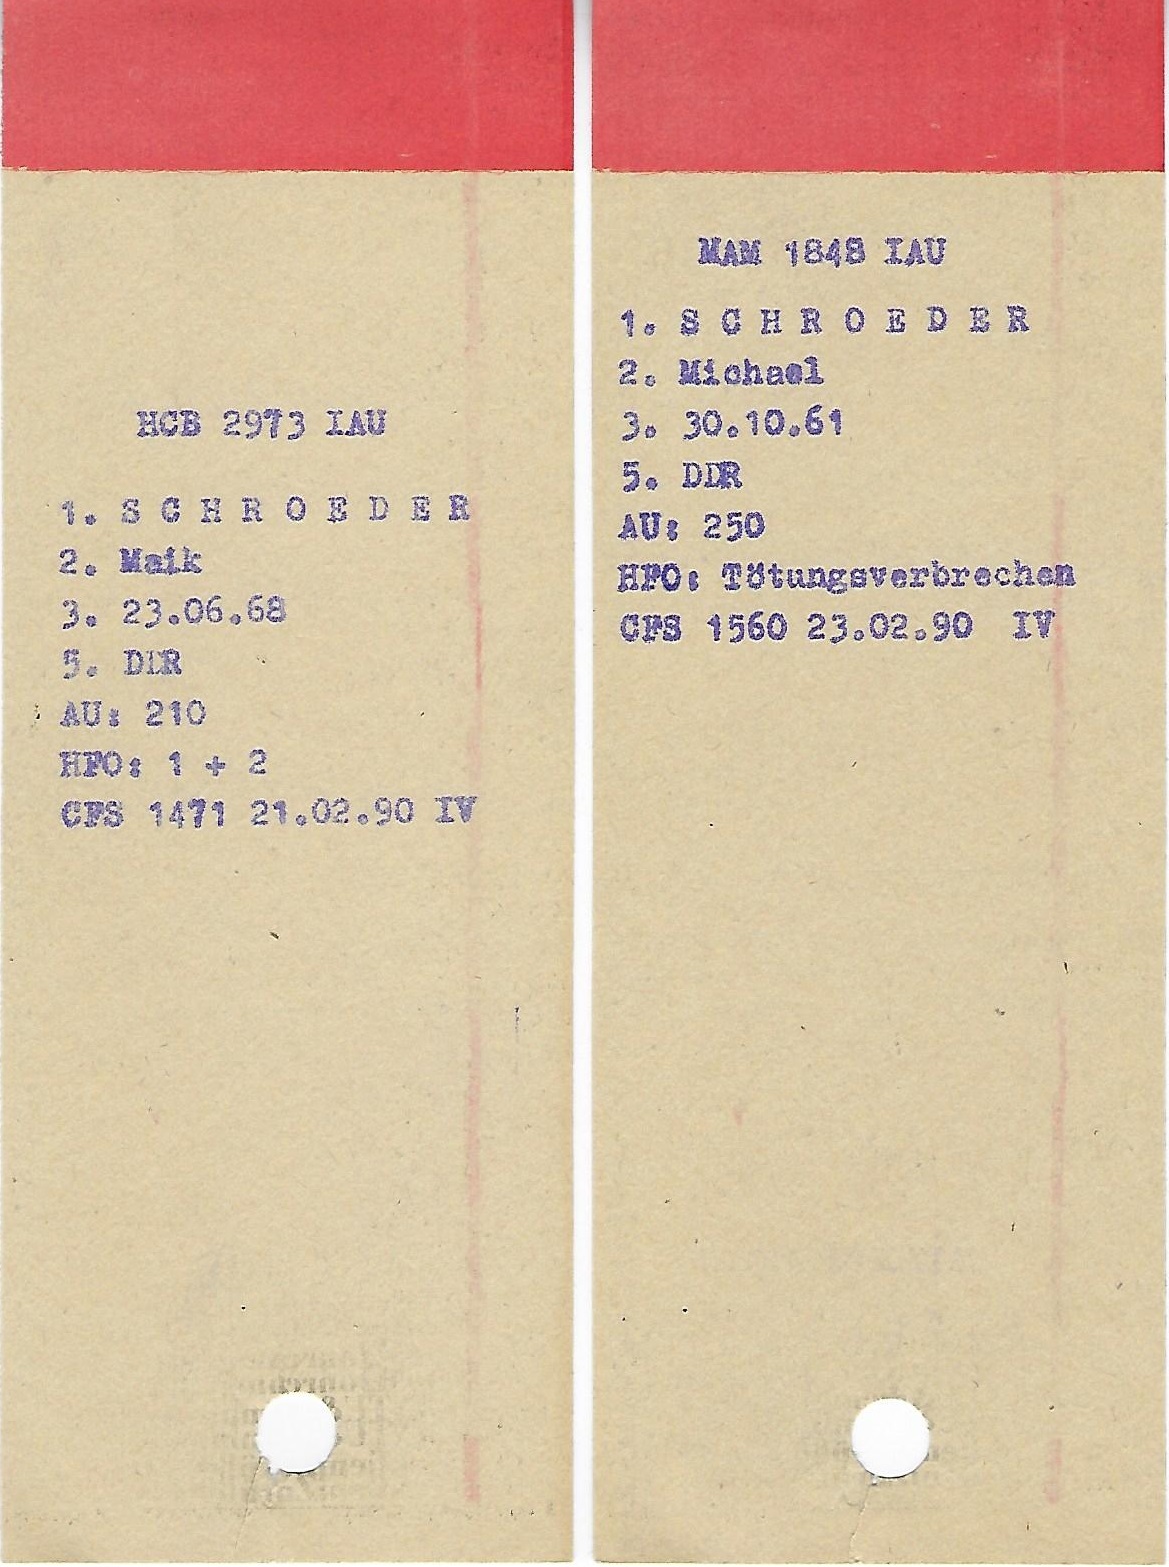 HCB 2973 IAU
1. S C H R O E D E R
2. Maik
3. 23.06.68
5. DDR
AU: 210
HFO: 1 + 2
CFS 1471 21.02.90 IV
MAM 1848 IAU
1. S C H R O E D E R
2. Michael
3. 30.10.61
5. DDR
AU: 250
HFO: Tötungsverbrechen
CFS 1560 23.02.90 IV